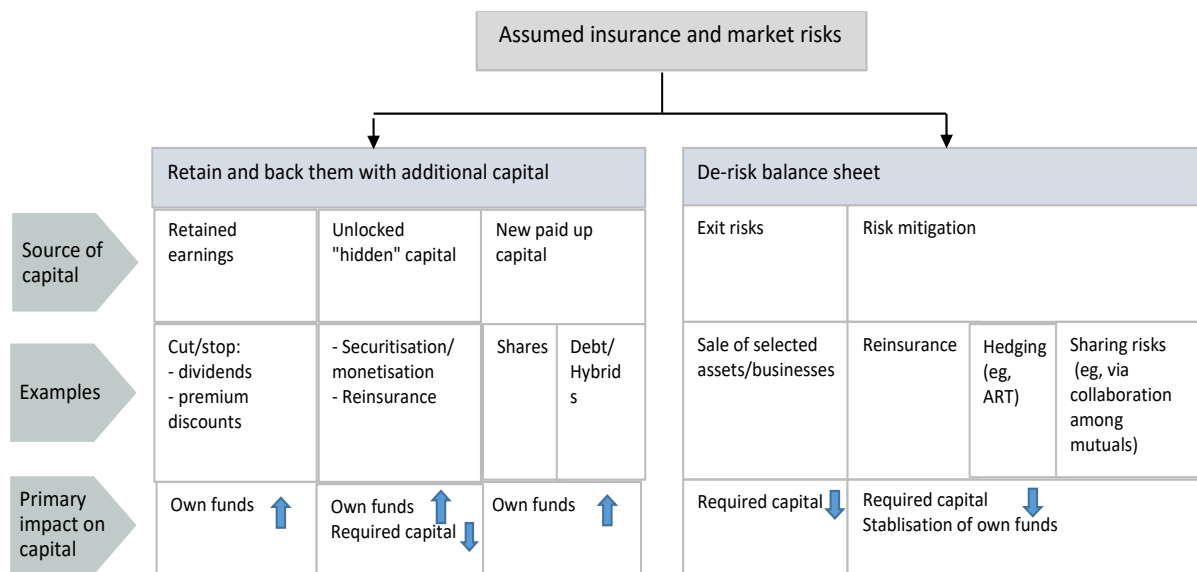 Assumed insurance and market risks
Retain and back them with additional capital
De-risk balance sheet
Source of
capital
Retained
earnings
Unlocked
"hidden" capital
New paid up
capital
Exit risks
Risk mitigation
Examples
Cut/stop:
- dividends
- premium
discounts
- Securitisation/
monetisation
- Reinsurance
Shares
Debt/
Hybrid
s
Sale of selected
assets/businesses
Reinsurance
Hedging
(eg,
ART)
Sharing risks
(eg, via
collaboration
among
mutuals)
Primary
impact on
capital
Own funds
Own funds
Required capital
Own funds
Required capital
Required capital
Stablisation of own funds